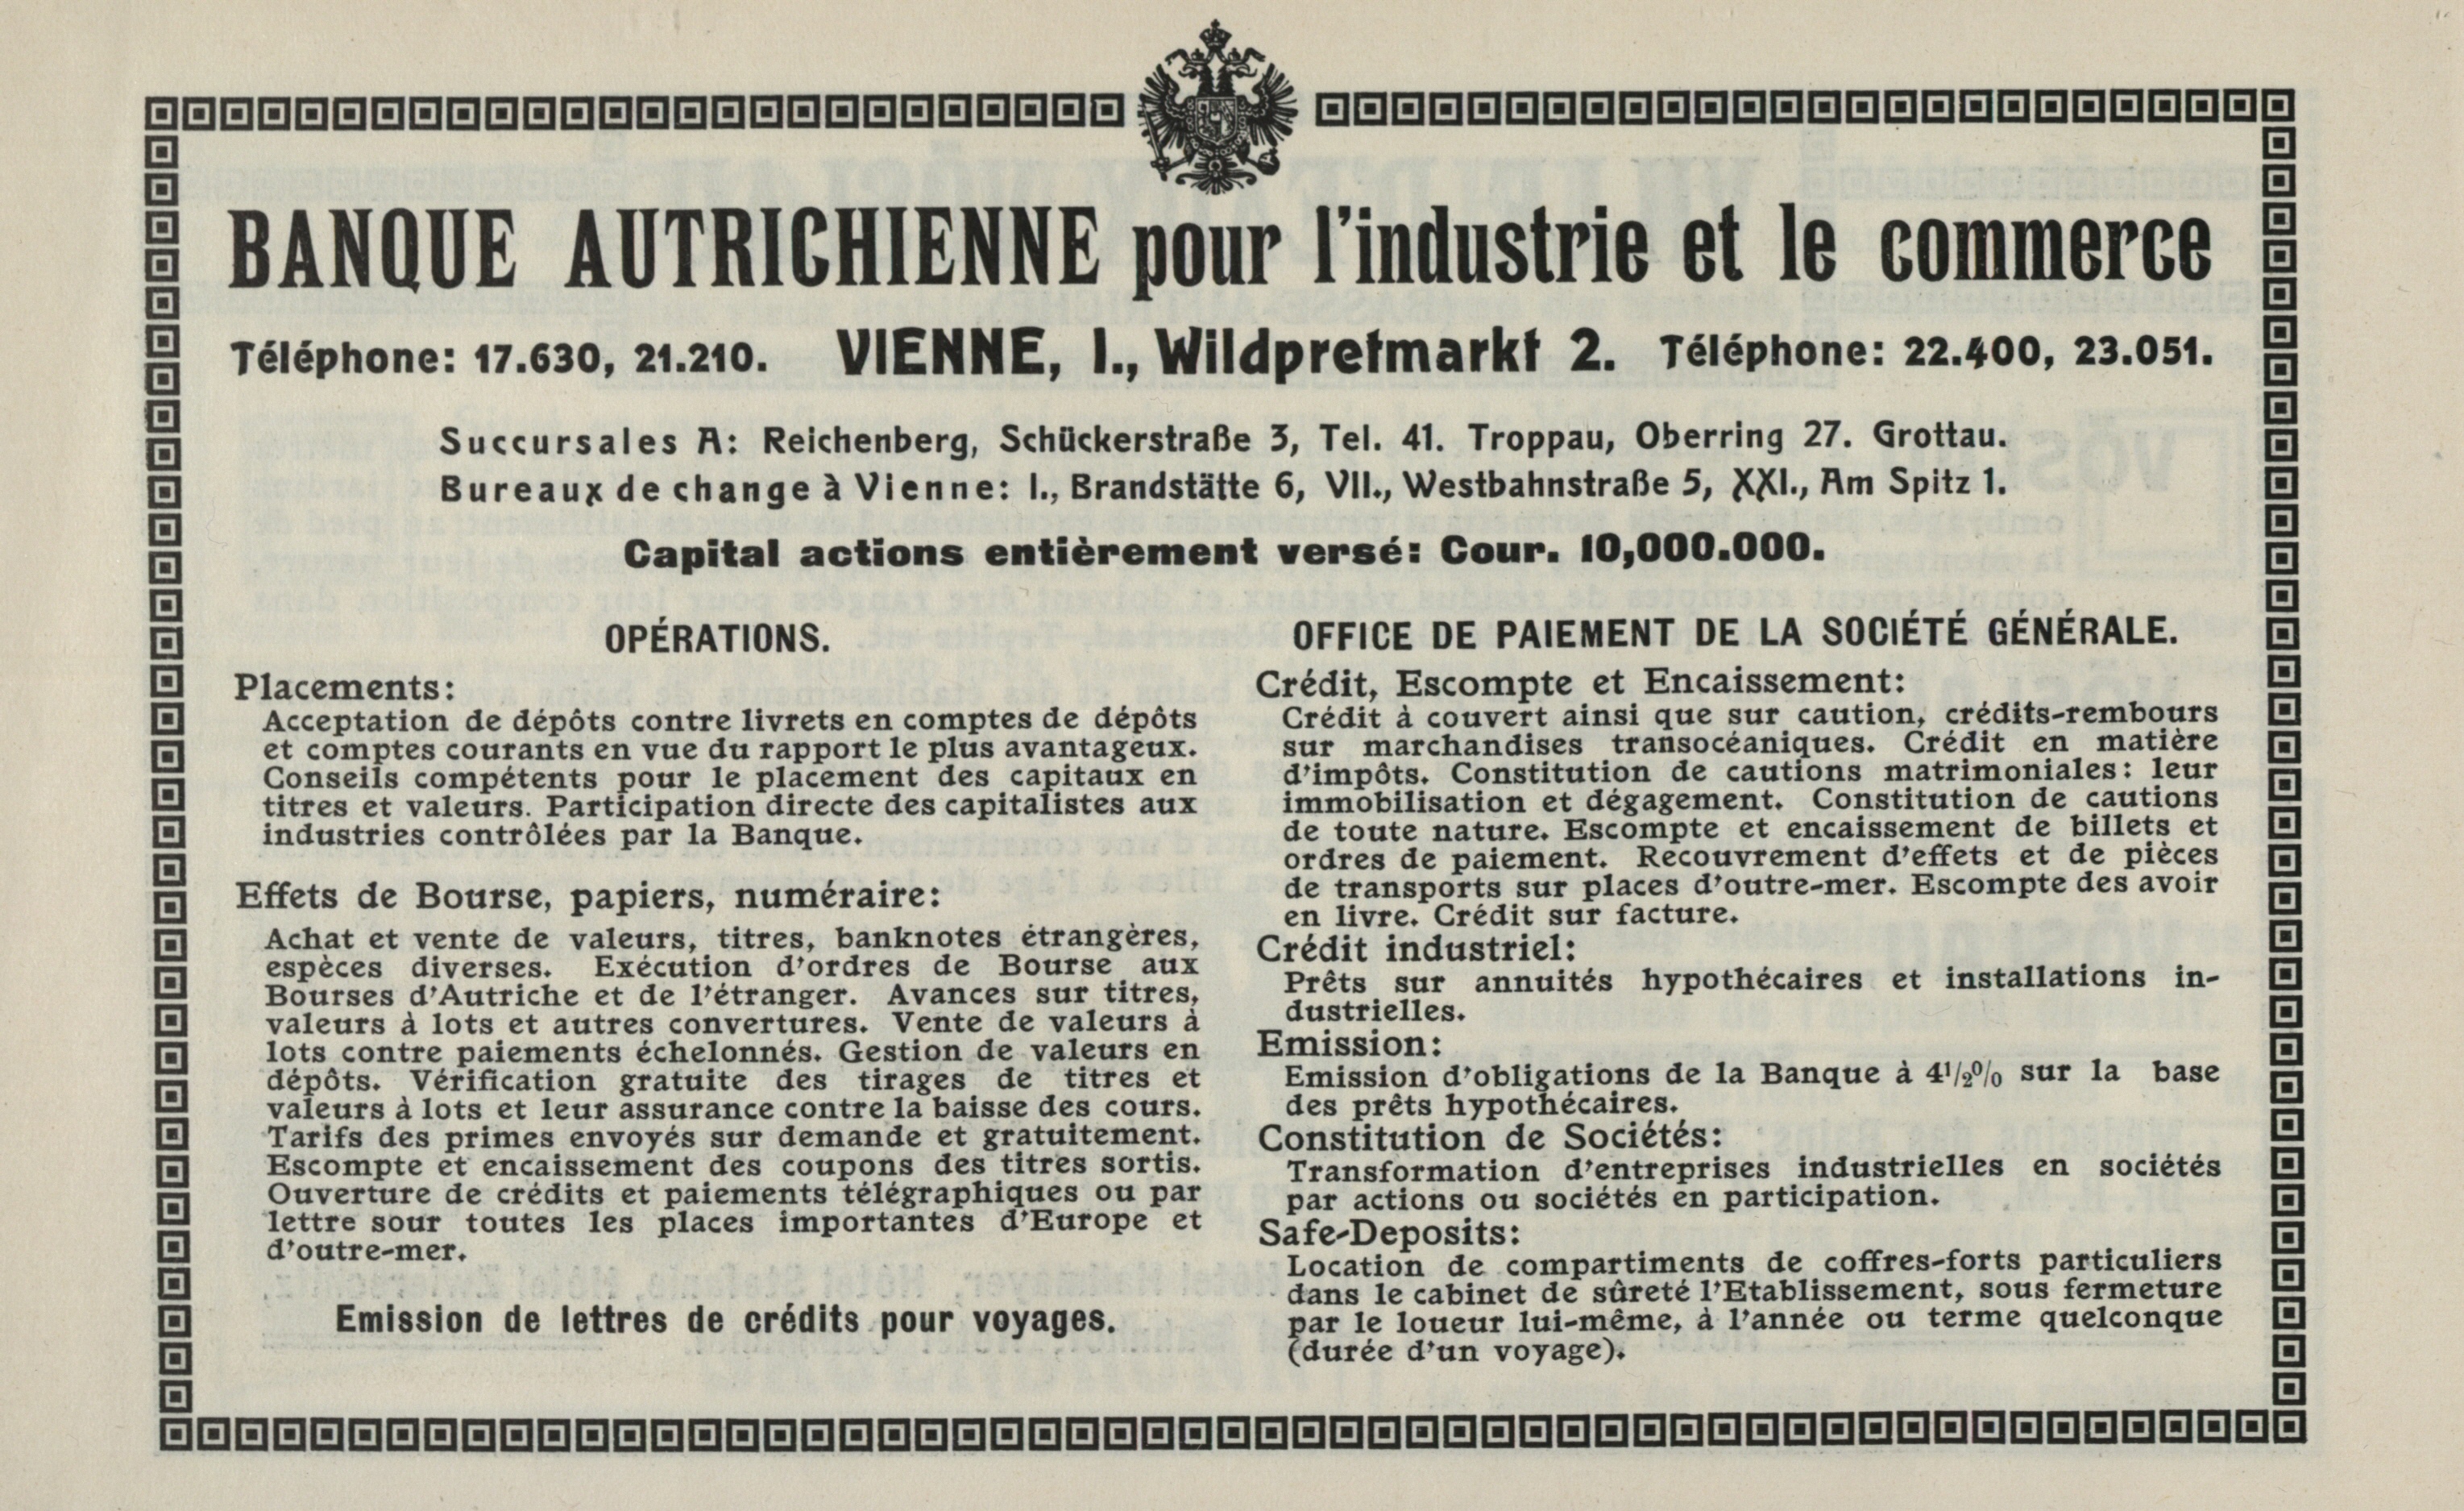 BANQUE AUTRICHIENNE pour l'industrie et le commerce
Téléphone: 17.630, 21.210. VIENNE, I., Wildpretmarkt 2. Téléphone: 22.400, 23.051.
Succursales A: Reichenberg, Schückerstraße 3, Tel. 41. Troppau, Oberring 27. Grottau.
Bureaux de change à Vienne: I., Brandstätte 6, VII., Westbahnstraße 5, XXI., Am Spitz 1.
Capital actions entièrement versé: Cour. 10,000.000.
OPÉRATIONS.
Placements:
Acceptation de dépôts contre livrets en comptes de dépôts
et comptes courants en vue du rapport le plus avantageux.
Conseils compétents pour le placement des capitaux en
titres et valeurs. Participation directe des capitalistes aux
industries contrôlées par la Banque.
Effets de Bourse, papiers, numéraire:
Achat et vente de valeurs, titres, banknotes étrangères,
espèces diverses. Exécution d'ordres de Bourse aux
Bourses d'Autriche et de l'étranger. Avances sur titres,
valeurs à lots et autres convertures. Vente de valeurs à
lots contre paiements échelonnés. Gestion de valeurs en
dépôts. Vérification gratuite des tirages de titres et
valeurs à lots et leur assurance contre la baisse des cours.
Tarifs des primes envoyés sur demande et gratuitement.
Escompte et encaissement des coupons des titres sortis.
Ouverture de crédits et paiements télégraphiques ou par
lettre sour toutes les places importantes d'Europe et
d'outre-mer.
Emission de lettres de crédits pour voyages.
OFFICE DE PAIEMENT DE LA SOCIÉTÉ GÉNÉRALE.
Crédit, Escompte et Encaissement:
Crédit à couvert ainsi que sur caution, crédits-rembours
sur marchandises transocéaniques. Crédit en matière
d'impôts. Constitution de cautions matrimoniales: leur
immobilisation et dégagement. Constitution de cautions
de toute nature. Escompte et encaissement de billets et
ordres de paiement. Recouvrement d'effets et de pièces
de transports sur places d'outre-mer. Escompte des avoir
en livre. Crédit sur facture.
Crédit industriel:
Prêts sur annuités hypothécaires et installations in-
dustrielles.
Emission:
Emission d'obligations de la Banque à 4 1/2 0/0 sur la base
des prêts hypothécaires.
Constitution de Sociétés:
Transformation d'entreprises industrielles en sociétés
par actions ou sociétés en participation.
Safe-Deposits:
Location de compartiments de coffres-forts particuliers
dans le cabinet de sûreté l'Etablissement, sous fermeture
par le loueur lui-même, à l'année ou terme quelconque
(durée d'un voyage).